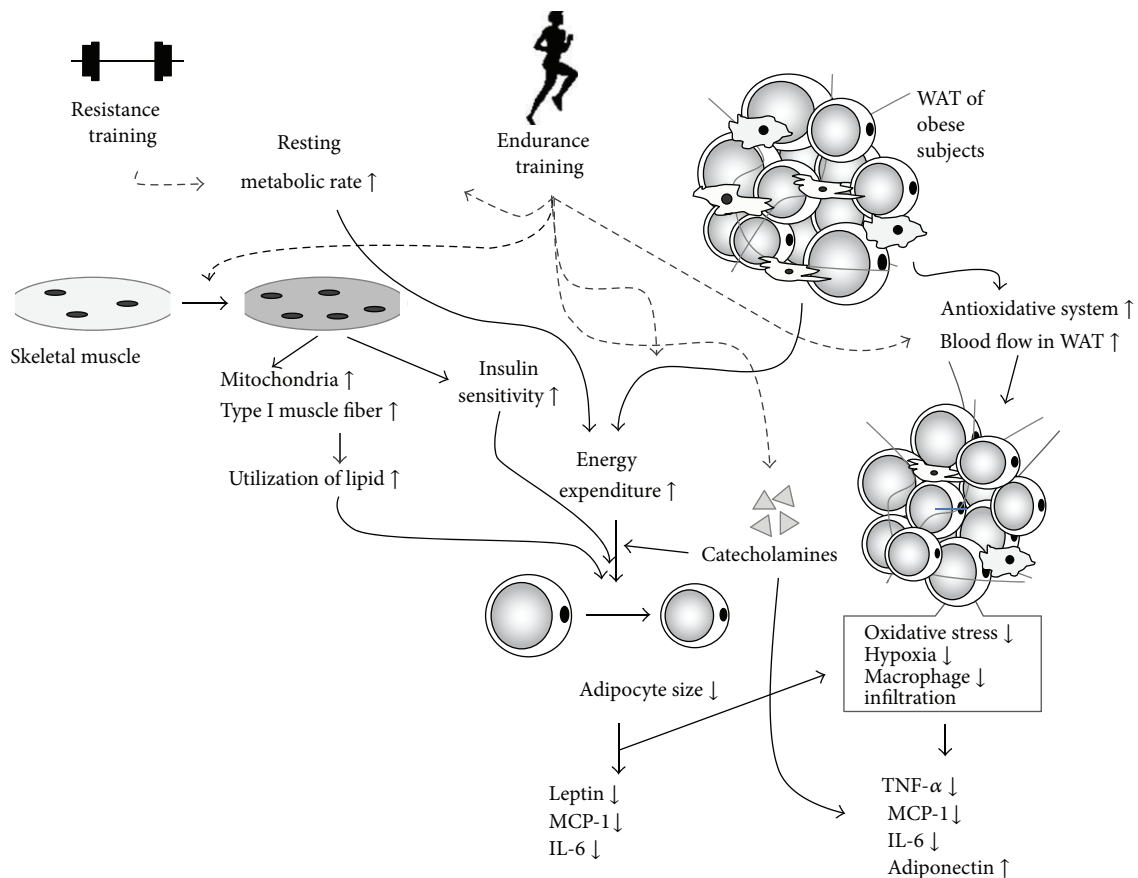 Resistance
training
Resting
metabolic rate ↑
Endurance
training
WAT of
obese
subjects
Skeletal muscle
Antioxidative system ↑
Blood flow in WAT ↑
Mitochondria ↑
Type I muscle fiber ↑
Insulin
sensitivity ↑
Utilization of lipid ↑
Energy
expenditure ↑
Catecholamines
Oxidative stress ↓
Hypoxia ↓
Macrophage ↓
infiltration
Adipocyte size ↓
Leptin ↓
MCP-1 ↓
IL-6 ↓
TNF-α ↓
MCP-1 ↓
IL-6 ↓
Adiponectin ↑